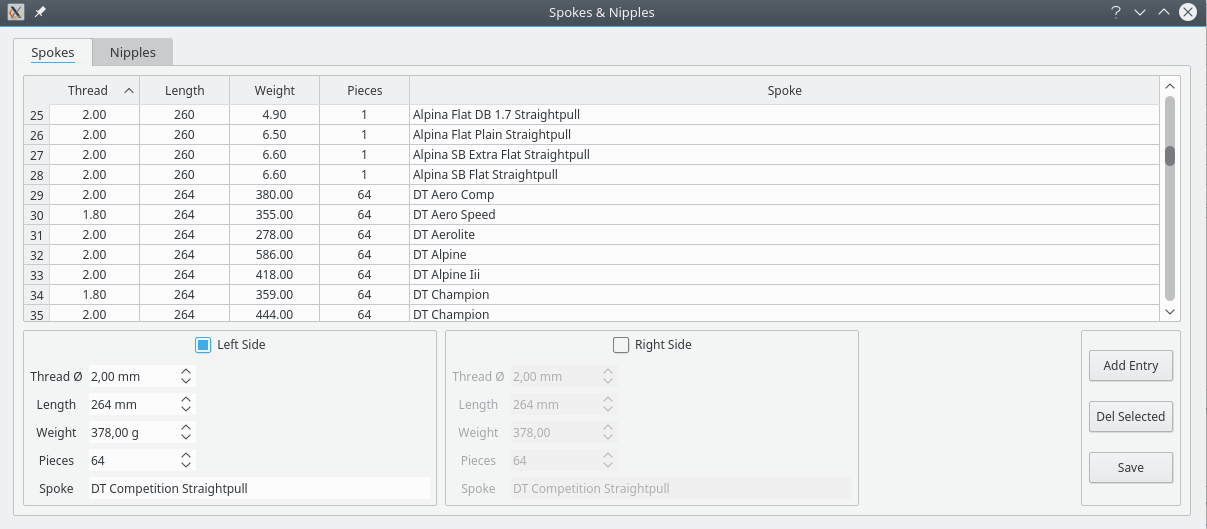 Spokes & Nipples
Spokes Nipples
Thread Length Weight Pieces Spoke
25 2.00 260 4.90 1 Alpina Flat DB 1.7 Straightpull
26 2.00 260 6.50 1 Alpina Flat Plain Straightpull
27 2.00 260 6.60 1 Alpina SB Extra Flat Straightpull
28 2.00 260 6.60 1 Alpina SB Flat Straightpull
29 2.00 264 380.00 64 DT Aero Comp
30 1.80 264 355.00 64 DT Aero Speed
31 2.00 264 278.00 64 DT Aerolite
32 2.00 264 586.00 64 DT Alpine
33 2.00 264 418.00 64 DT Alpine Iii
34 1.80 264 359.00 64 DT Champion
35 2.00 264 444.00 64 DT Champion
Left Side
Thread Ø 2,00 mm
Length 264 mm
Weight 378,00 g
Pieces 64
Spoke DT Competition Straightpull
Right Side
Thread Ø 2,00 mm
Length 264 mm
Weight 378,00
Pieces 64
Spoke DT Competition Straightpull
Add Entry
Del Selected
Save